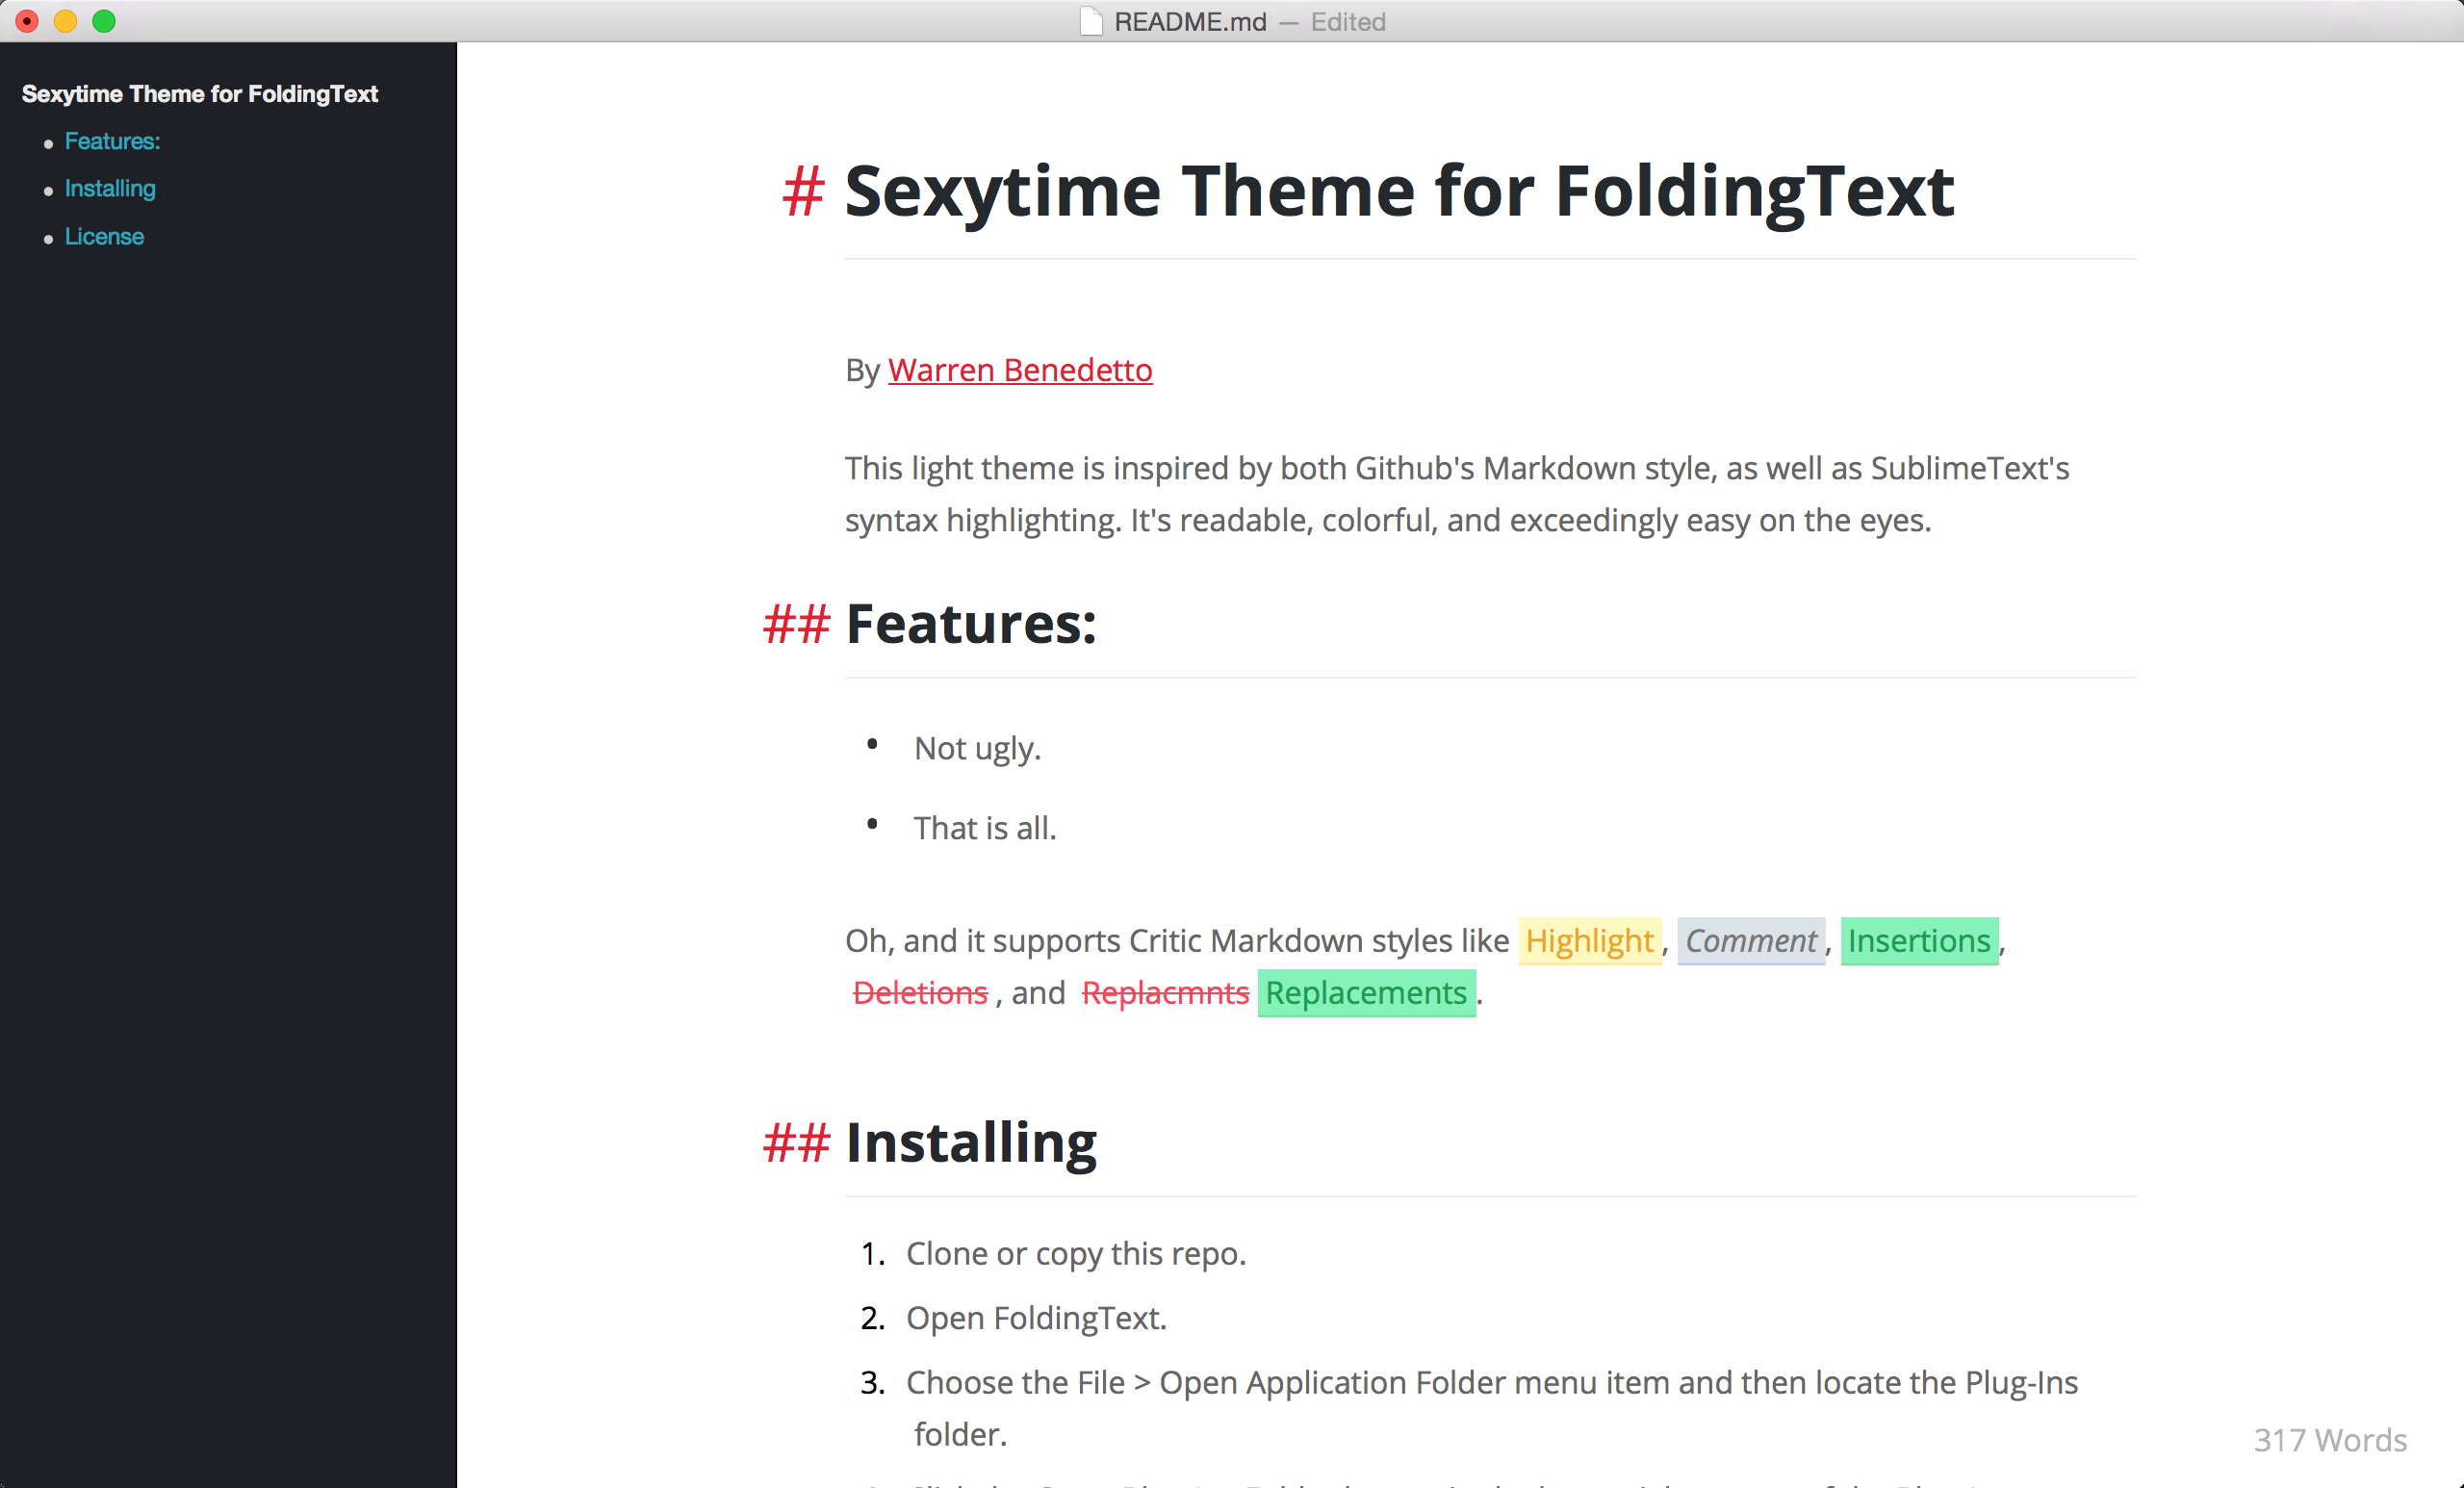 README.md — Edited
Sexytime Theme for FoldingText
• Features:
• Installing
• License
# Sexytime Theme for FoldingText
By Warren Benedetto
This light theme is inspired by both Github's Markdown style, as well as SublimeText's
syntax highlighting. It's readable, colorful, and exceedingly easy on the eyes.
## Features:
• Not ugly.
• That is all.
Oh, and it supports Critic Markdown styles like Highlight, Comment, Insertions,
Deletions, and Replacmnts Replacements.
## Installing
1. Clone or copy this repo.
2. Open FoldingText.
3. Choose the File > Open Application Folder menu item and then locate the Plug-Ins
folder.
317 Words